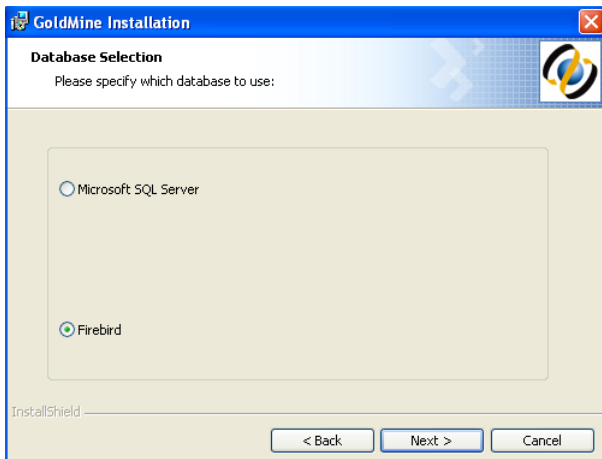 GoldMine Installation
Database Selection
Please specify which database to use:
Microsoft SQL Server
Firebird
InstallShield
< Back Next > Cancel